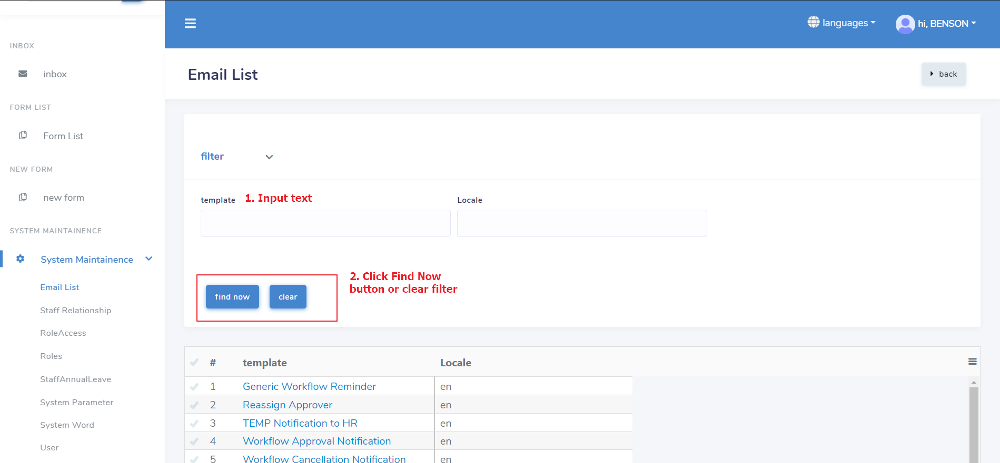 languages
hi, BENSON
INBOX
inbox
FORM LIST
Form List
NEW FORM
new form
SYSTEM MAINTAINENCE
System Maintainence
Email List
Staff Relationship
RoleAccess
Roles
StaffAnnualLeave
System Parameter
System Word
User
Email List
back
filter
template
1. Input text
Locale
find now
clear
2. Click Find Now
button or clear filter
# template Locale
1 Generic Workflow Reminder en
2 Reassign Approver en
3 TEMP Notification to HR en
4 Workflow Approval Notification en
5 Workflow Cancellation Notification en